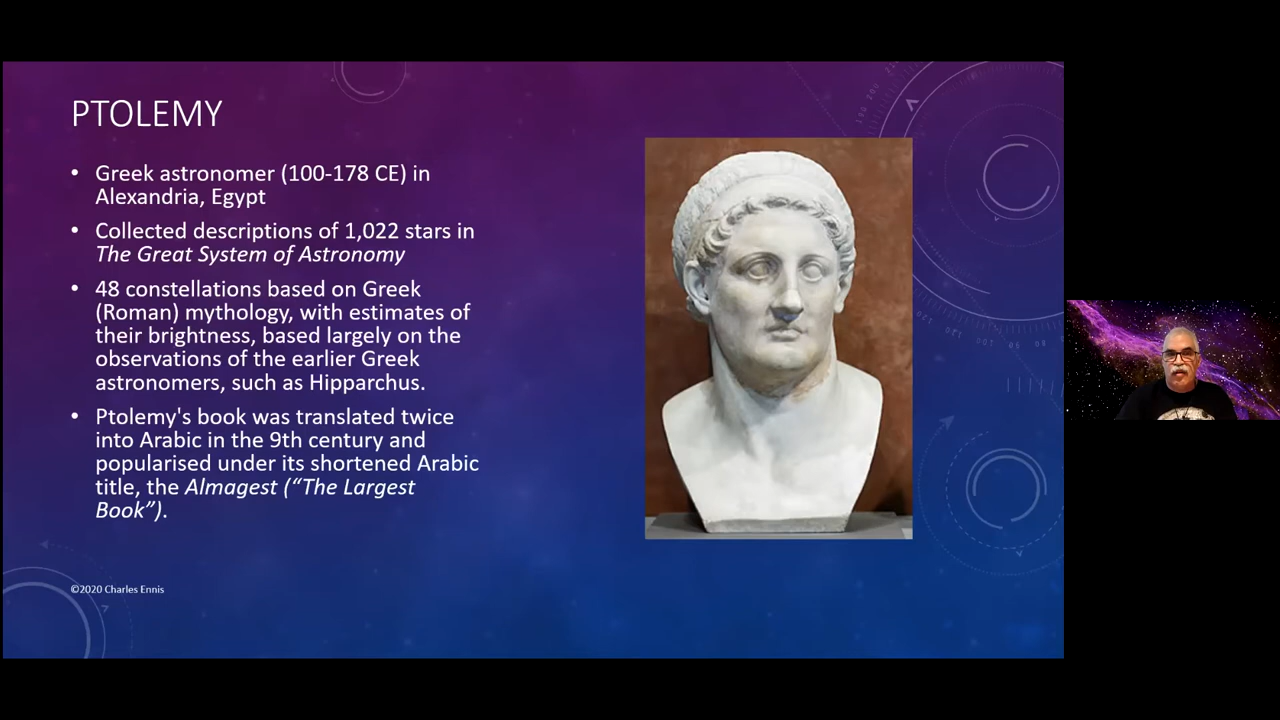 PTOLEMY
• Greek astronomer (100-178 CE) in
Alexandria, Egypt
• Collected descriptions of 1,022 stars in
The Great System of Astronomy
• 48 constellations based on Greek
(Roman) mythology, with estimates of
their brightness, based largely on the
observations of the earlier Greek
astronomers, such as Hipparchus.
• Ptolemy's book was translated twice
into Arabic in the 9th century and
popularised under its shortened Arabic
title, the Almagest (“The Largest
Book”).
©2020 Charles Ennis